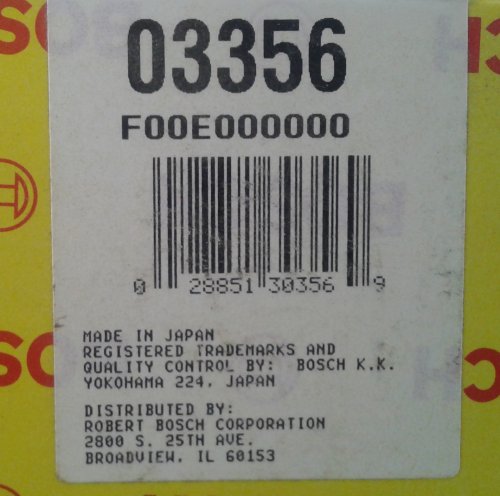 03356
F00E000000
0 28851 30356 9
MADE IN JAPAN
REGISTERED TRADEMARKS AND
QUALITY CONTROL BY: BOSCH K.K.
YOKOHAMA 224, JAPAN
DISTRIBUTED BY:
ROBERT BOSCH CORPORATION
2800 S. 25TH AVE.
BROADVIEW, IL 60153